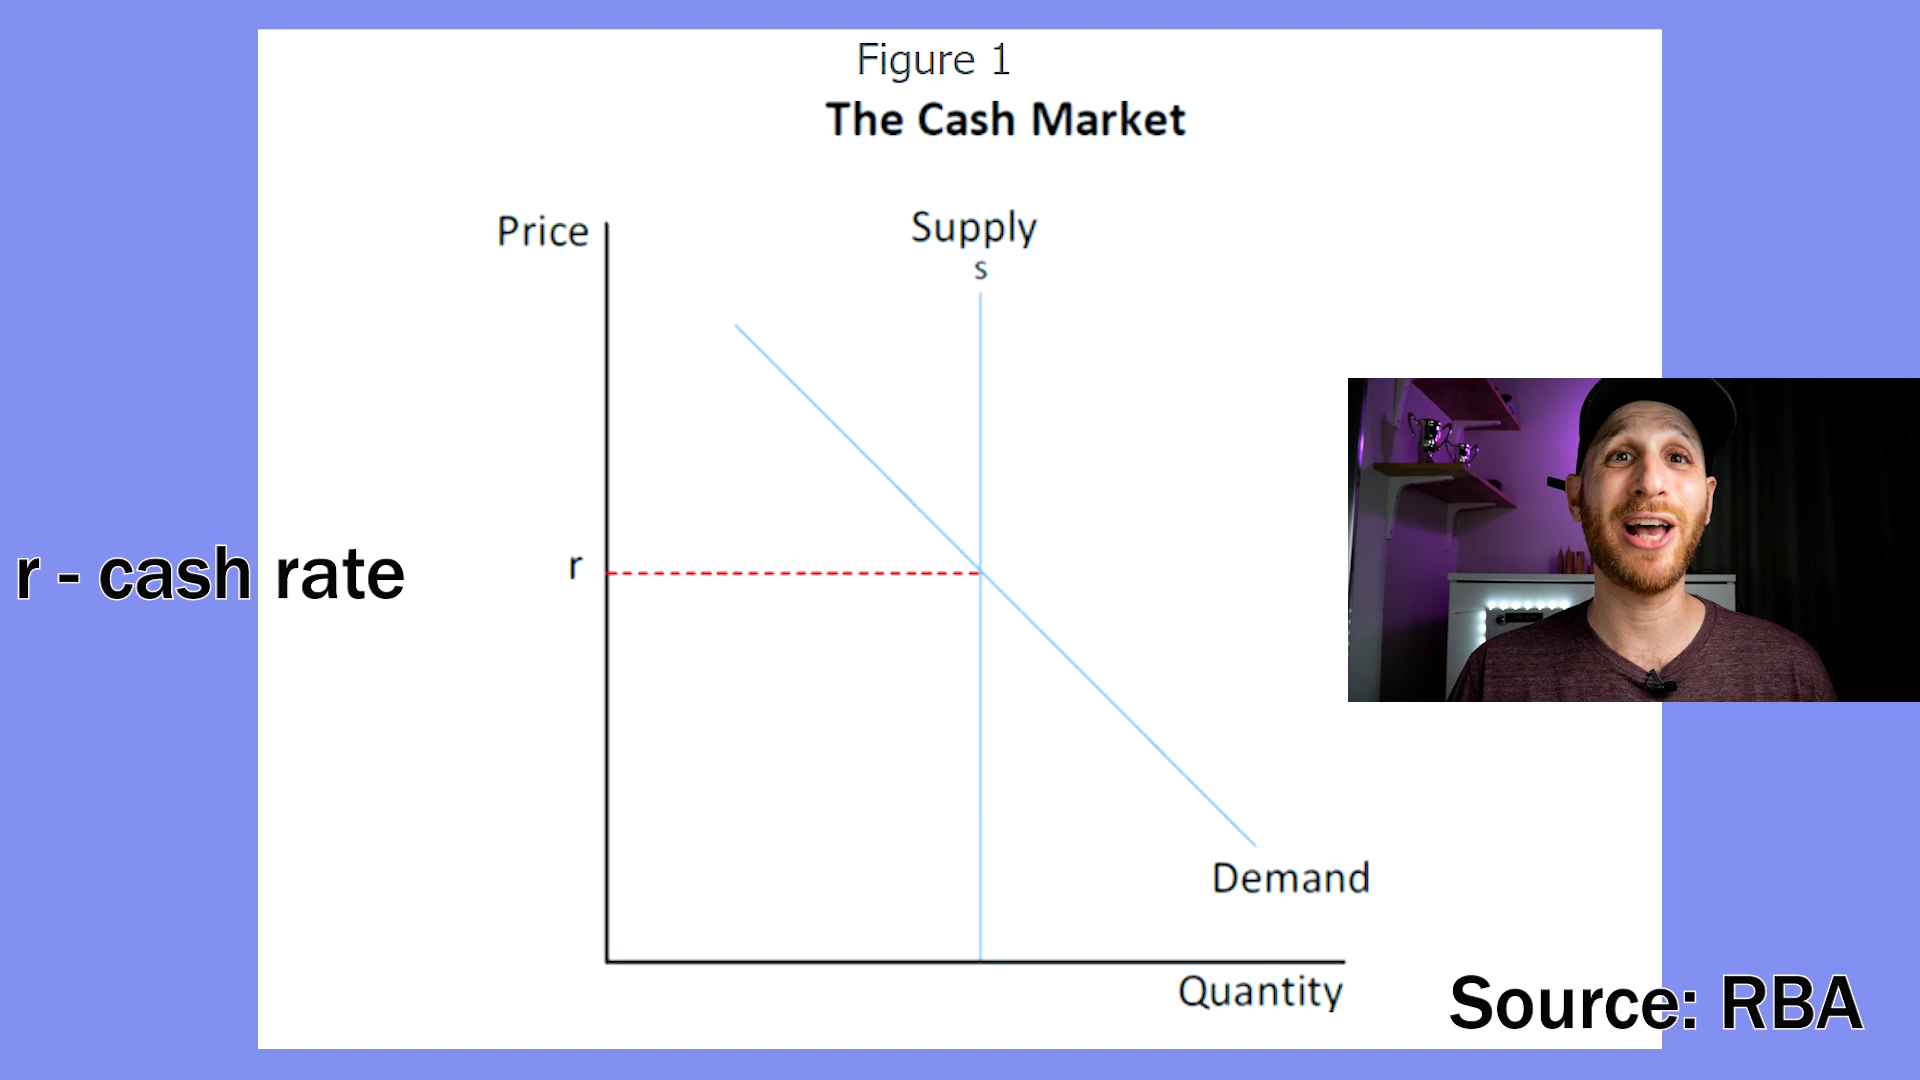 Figure 1
The Cash Market
Price
Supply
s
r
r - cash rate
Demand
Quantity
Source: RBA